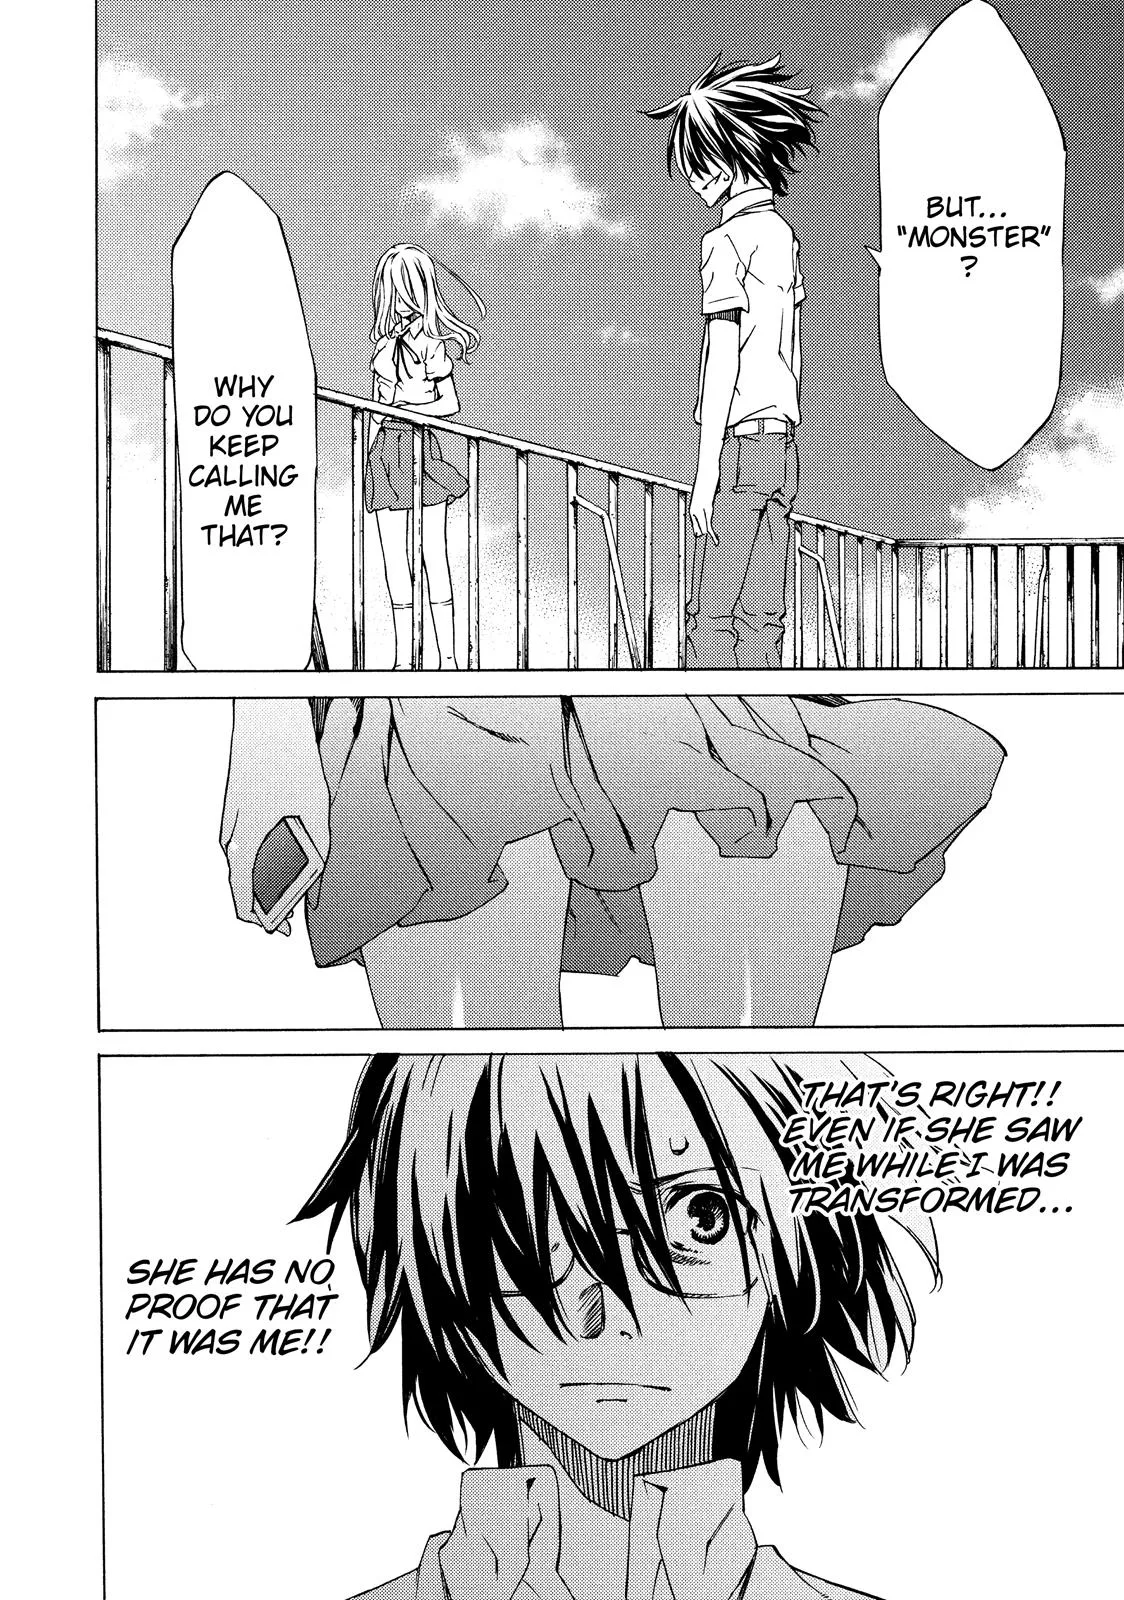 BUT...
"MONSTER"
?
WHY
DO YOU
KEEP
CALLING
ME
THAT?
THAT'S RIGHT!!
EVEN IF SHE SAW
ME WHILE I WAS
TRANSFORMED...
SHE HAS NO
PROOF THAT
IT WAS ME!!